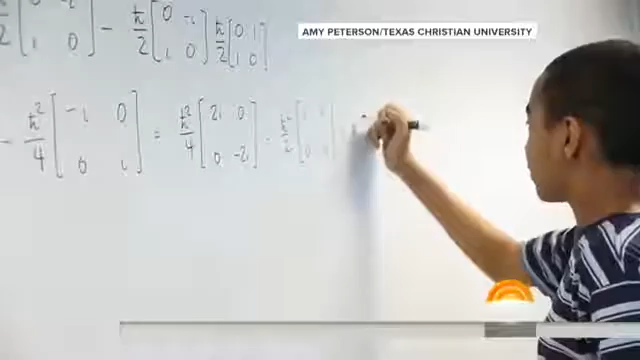 AMY PETERSON/TEXAS CHRISTIAN UNIVERSITY
ħ/2 [0 -i; i 0] - ħ/2 [0 -i; i 0] ħ/2 [0 1; 1 0]
- ħ²/4 [-i 0; 0 i] = ħ²/4 [2i 0; 0 -2i] =